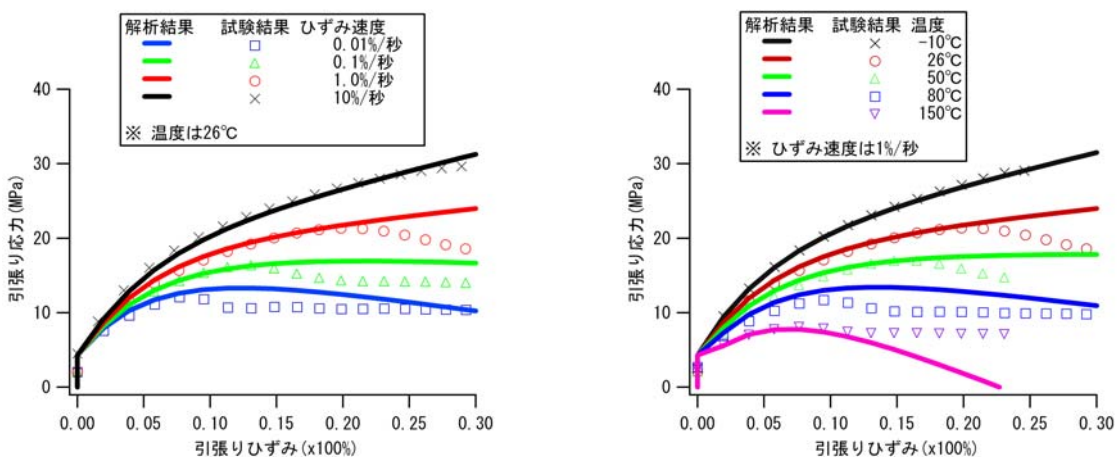 解析結果 試験結果 ひずみ速度
0.01%/秒
0.1%/秒
1.0%/秒
10%/秒
※ 温度は26℃
引張り応力(MPa)
40
30
20
10
0
0.00 0.05 0.10 0.15 0.20 0.25 0.30
引張りひずみ(x100%)
解析結果 試験結果 温度
-10℃
26℃
50℃
80℃
150℃
※ ひずみ速度は1%/秒
引張り応力(MPa)
40
30
20
10
0
0.00 0.05 0.10 0.15 0.20 0.25 0.30
引張りひずみ(x100%)